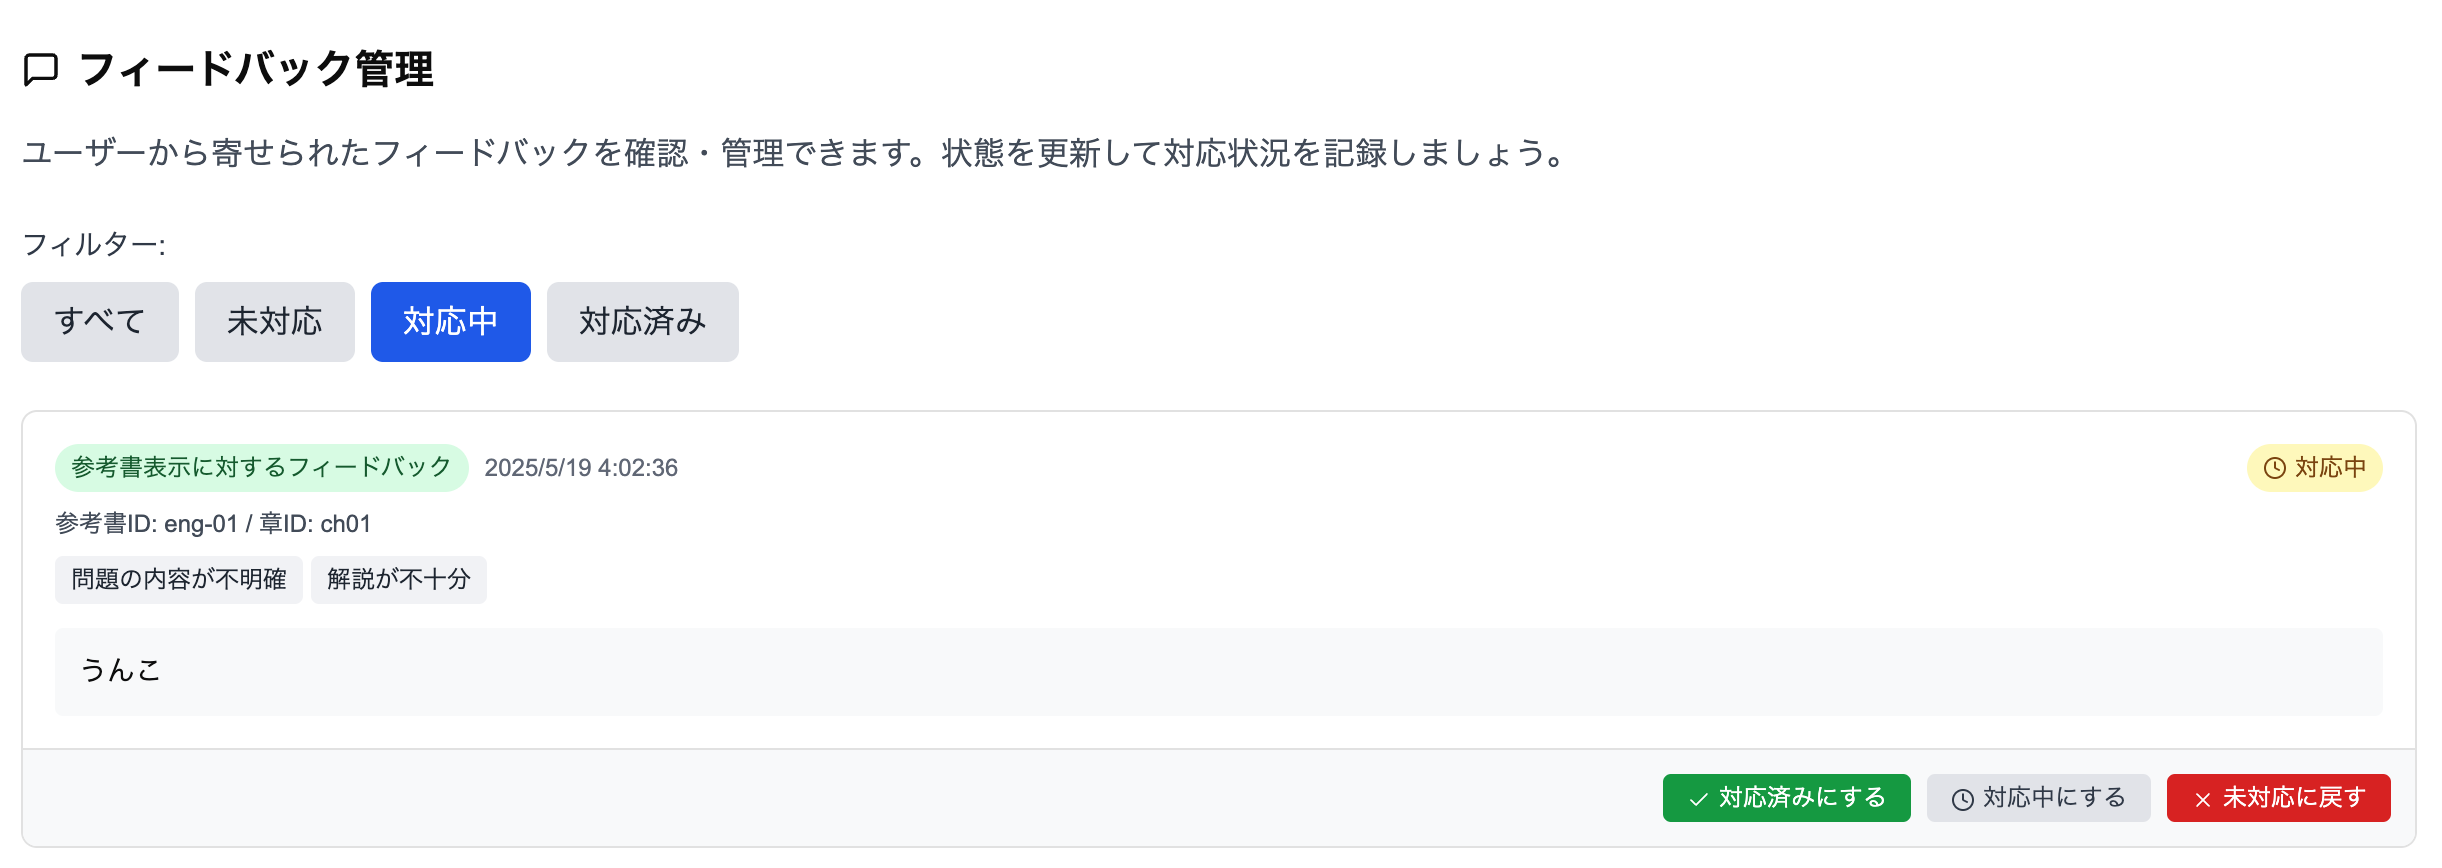 フィードバック管理
ユーザーから寄せられたフィードバックを確認・管理できます。状態を更新して対応状況を記録しましょう。
フィルター:
すべて 未対応 対応中 対応済み
参考書表示に対するフィードバック 2025/5/19 4:02:36 対応中
参考書ID: eng-01 / 章ID: ch01
問題の内容が不明確 解説が不十分
うんこ
対応済みにする 対応中にする 未対応に戻す